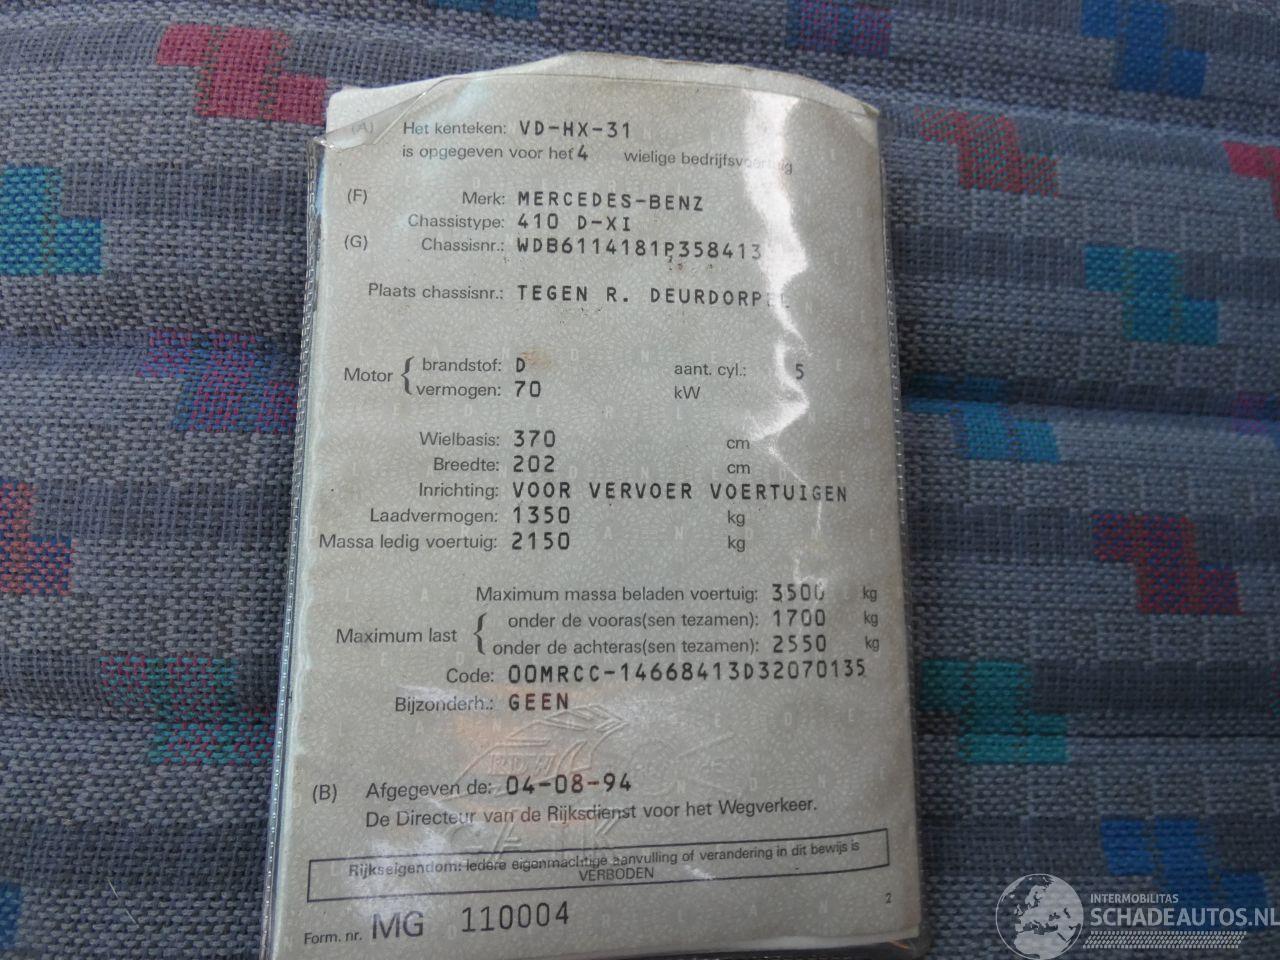 (A) Het kenteken: VD-HX-31
is opgegeven voor het 4 wielige bedrijfsvoertuig
(F) Merk: MERCEDES-BENZ
Chassistype: 410 D-XI
(G) Chassisnr.: WDB6114181P358413
Plaats chassisnr.: TEGEN R. DEURDORPEL
Motor { brandstof: D aant. cyl.: 5
vermogen: 70 kW
Wielbasis: 370 cm
Breedte: 202 cm
Inrichting: VOOR VERVOER VOERTUIGEN
Laadvermogen: 1350 kg
Massa ledig voertuig: 2150 kg
Maximum massa beladen voertuig: 3500 kg
Maximum last { onder de vooras(sen tezamen): 1700 kg
onder de achteras(sen tezamen): 2550 kg
Code: 00MRCC-14668413D32070135
Bijzonderh.: GEEN
(B) Afgegeven de: 04-08-94
De Directeur van de Rijksdienst voor het Wegverkeer.
Rijkseigendom: Iedere eigenmachtige aanvulling of verandering in dit bewijs is
VERBODEN
2
Form. nr. MG 110004
INTERMOBILITAS
SCHADEAUTOS.NL